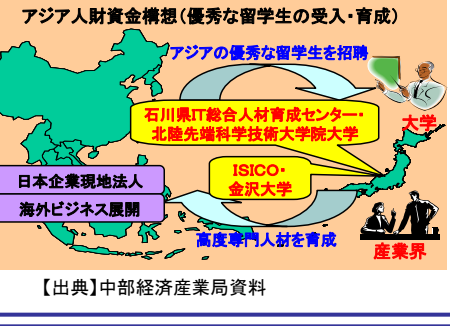 アジア人財資金構想(優秀な留学生の受入・育成)
アジアの優秀な留学生を招聘
大学
石川県IT総合人材育成センター・
北陸先端科学技術大学院大学
ISICO・
金沢大学
日本企業現地法人
海外ビジネス展開
高度専門人材を育成
産業界
【出典】中部経済産業局資料